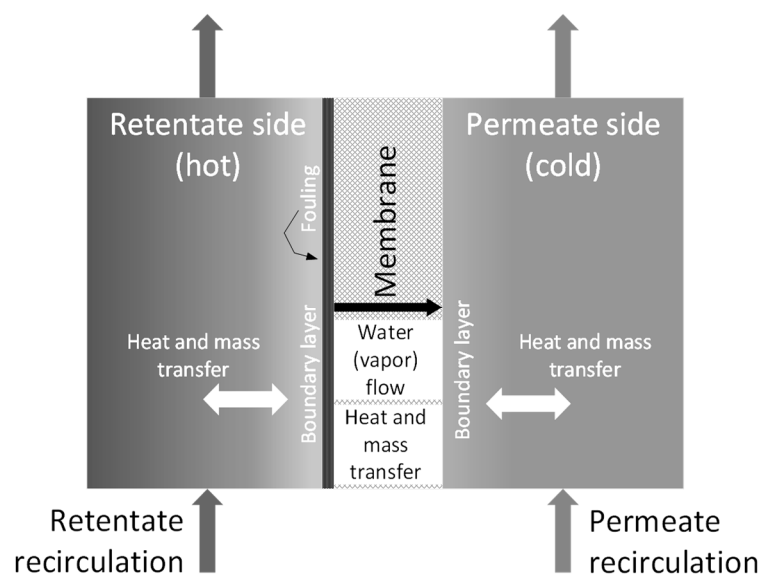 Retentate side
(hot)
Fouling
Membrane
Permeate side
(cold)
Heat and mass
transfer
Boundary layer
Water
(vapor)
flow
Heat and
mass
transfer
Boundary layer
Heat and mass
transfer
Retentate
recirculation
Permeate
recirculation